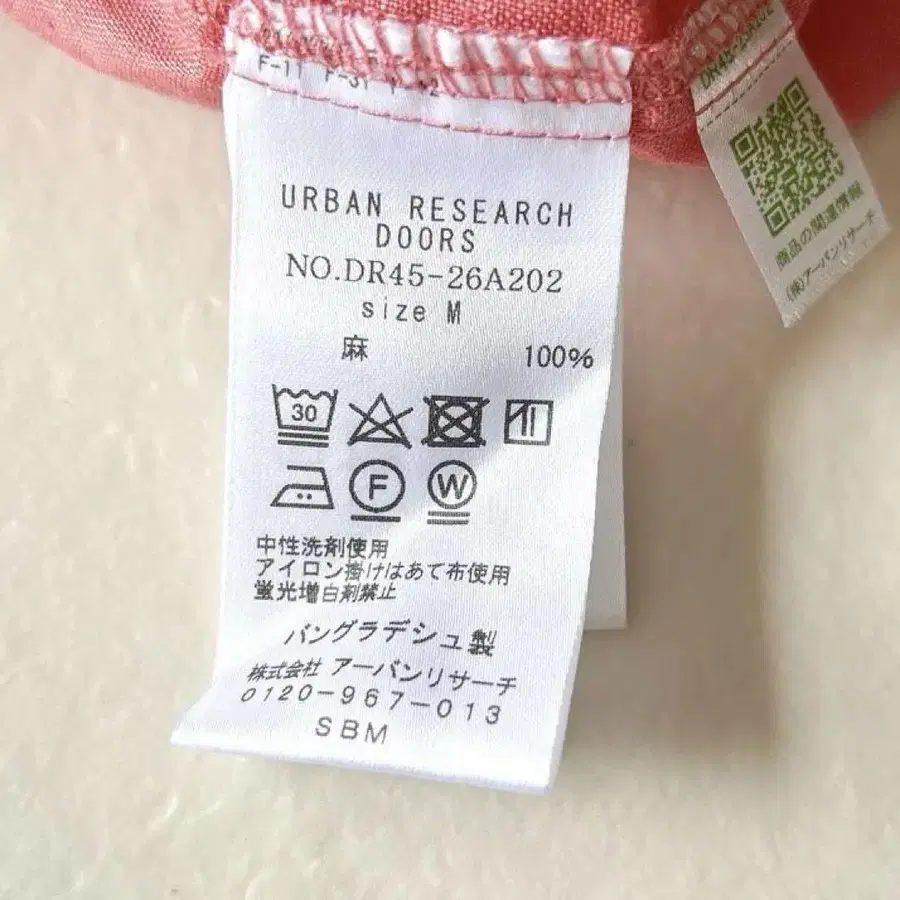 URBAN RESEARCH
DOORS
NO.DR45-26A202
size M
麻 100%
30
F W
中性洗剤使用
アイロン掛けはあて布使用
蛍光増白剤禁止
バングラデシュ製
株式会社 アーバンリサーチ
0120-967-013
SBM
商品の関連情報
(株)アーバンリサーチ